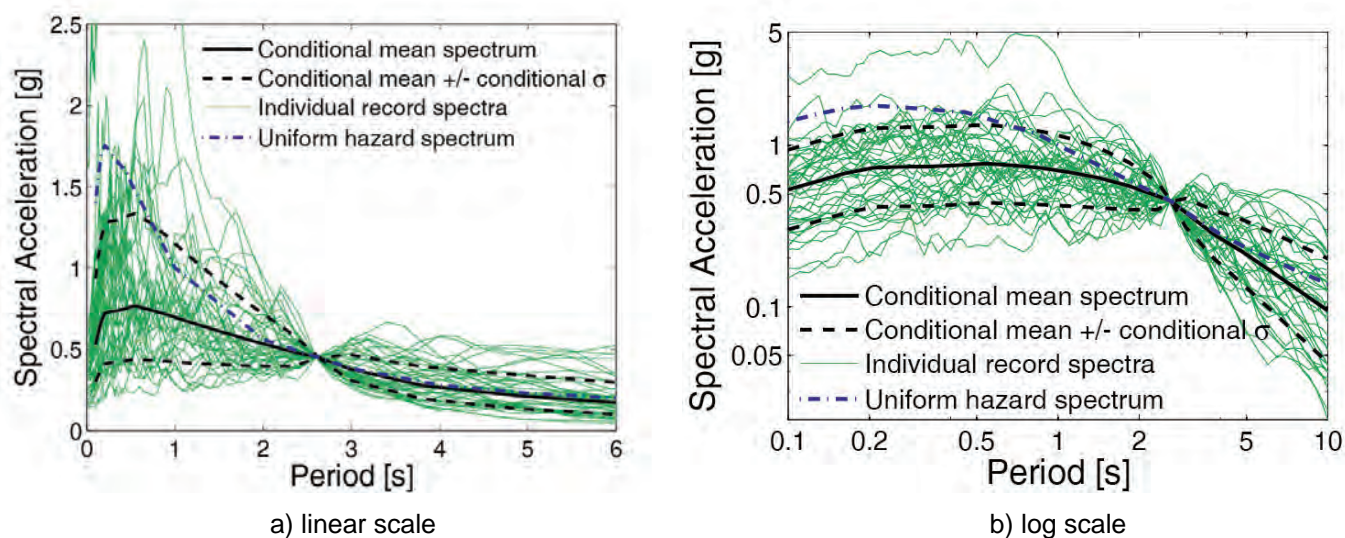 2.5
2
1.5
1
0.5
0
0 1 2 3 4 5 6
Spectral Acceleration [g]
Period [s]
Conditional mean spectrum
Conditional mean +/- conditional σ
Individual record spectra
Uniform hazard spectrum
a) linear scale
5
1
0.5
0.1
0.05
0.1 0.2 0.5 1 2 5 10
Spectral Acceleration [g]
Period [s]
Conditional mean spectrum
Conditional mean +/- conditional σ
Individual record spectra
Uniform hazard spectrum
b) log scale